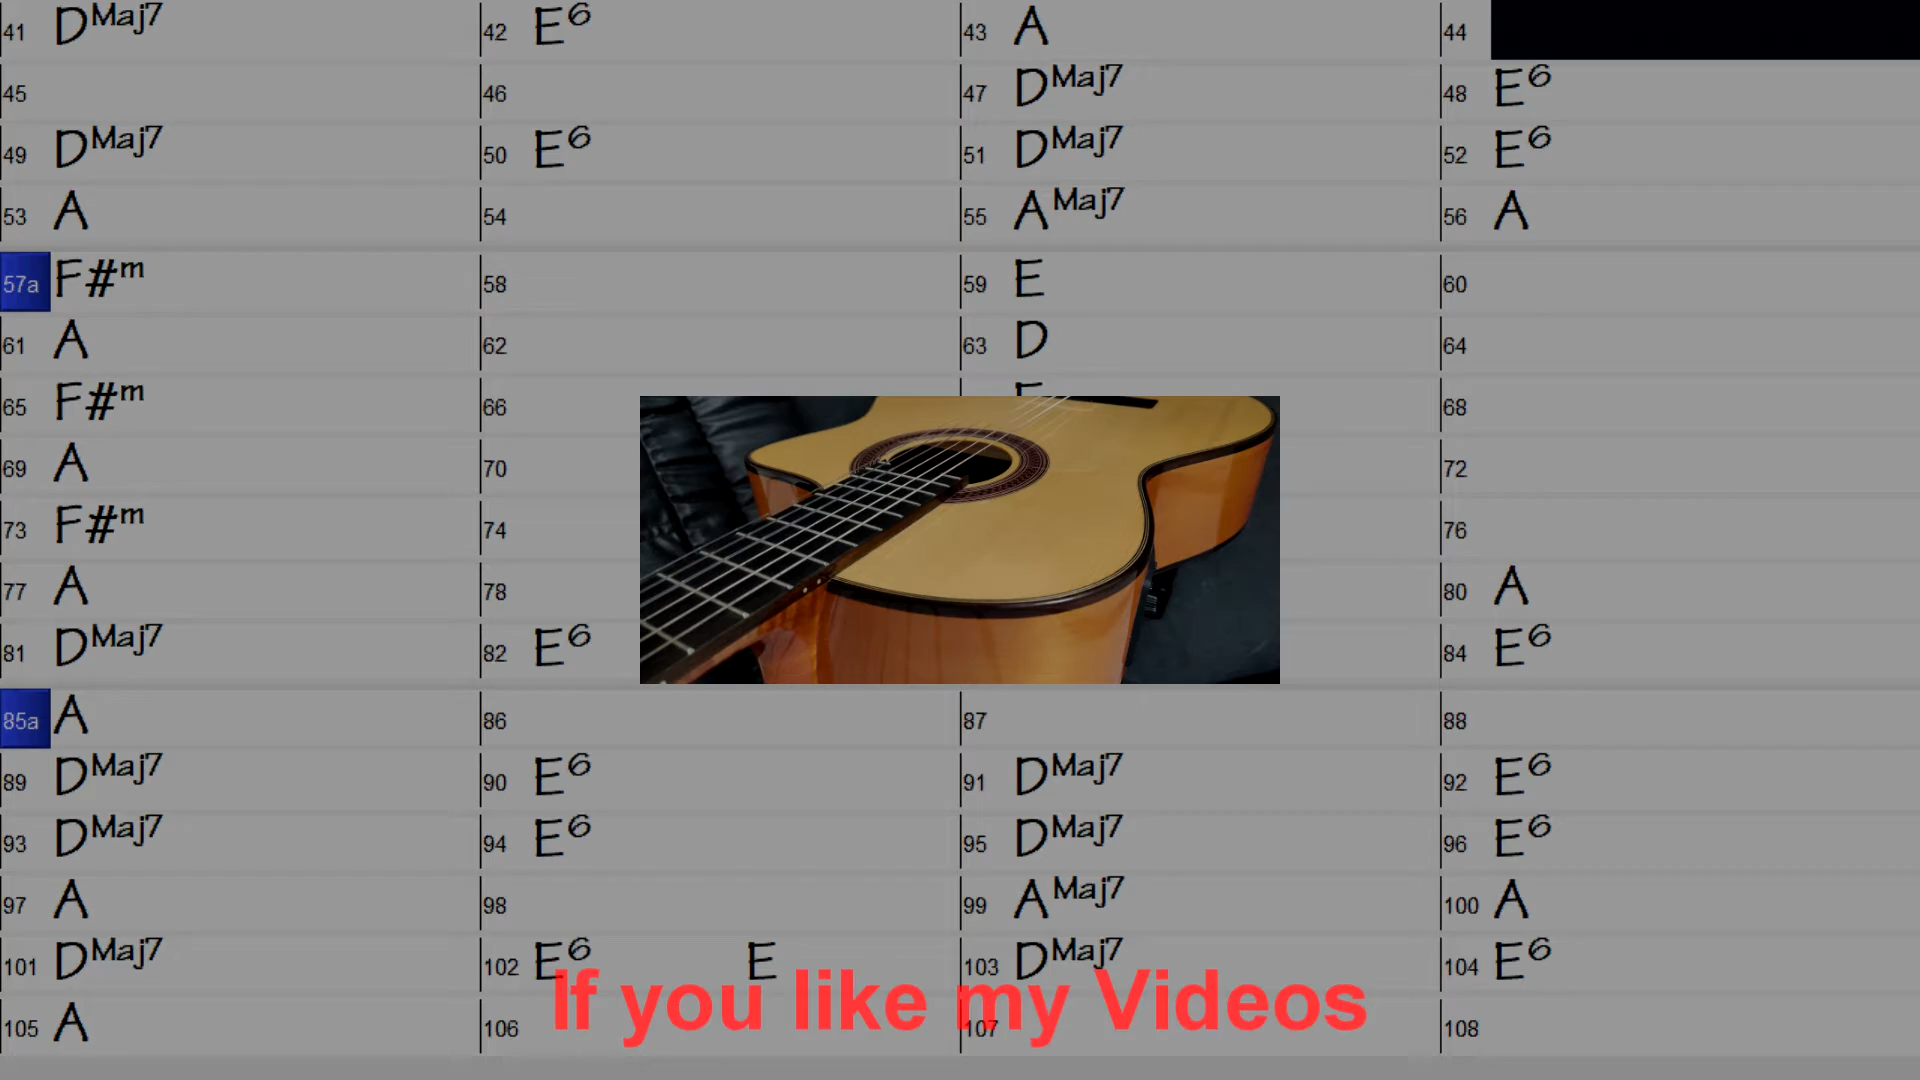 41 DMaj7 42 E6 43 A 44
45 46 47 DMaj7 48 E6
49 DMaj7 50 E6 51 DMaj7 52 E6
53 A 54 55 AMaj7 56 A
57a F#m 58 59 E 60
61 A 62 63 D 64
65 F#m 66 68
69 A 70 72
73 F#m 74 76
77 A 78 80 A
81 DMaj7 82 E6 84 E6
85a A 86 87 88
89 DMaj7 90 E6 91 DMaj7 92 E6
93 DMaj7 94 E6 95 DMaj7 96 E6
97 A 98 99 AMaj7 100 A
101 DMaj7 102 E6 E 103 DMaj7 104 E6
If you like my Videos
105 A 106 107 108